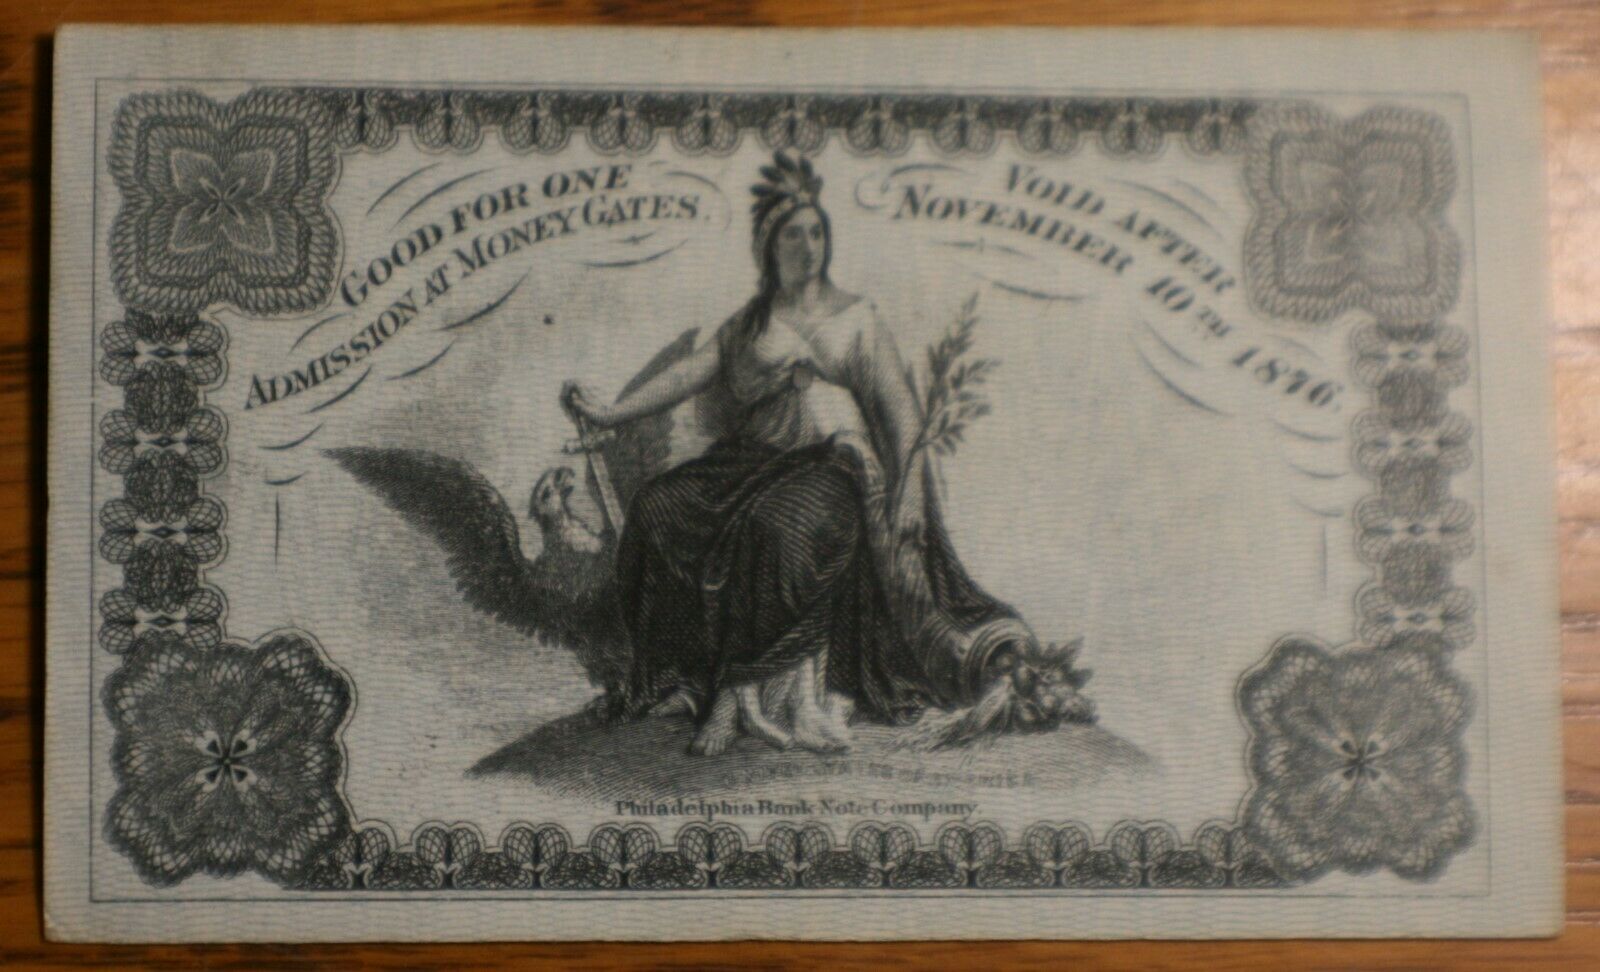 GOOD FOR ONE
ADMISSION AT MONEY GATES.
VOID AFTER
NOVEMBER 10TH 1876.
Philadelphia Bank Note Company.